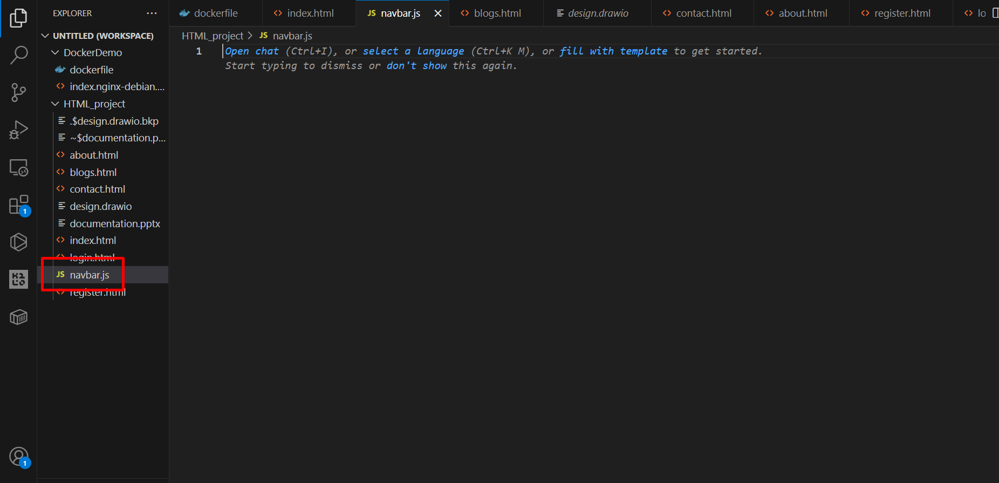 EXPLORER ...
dockerfile
index.html
JS navbar.js
blogs.html
design.drawio
contact.html
about.html
register.html
lo
UNTITLED (WORKSPACE)
DockerDemo
dockerfile
index.nginx-debian....
HTML_project
.$design.drawio.bkp
~$documentation.p...
about.html
blogs.html
contact.html
design.drawio
documentation.pptx
index.html
login.html
JS navbar.js
register.html
1
1
HTML_project > JS navbar.js
1 Open chat (Ctrl+I), or select a language (Ctrl+K M), or fill with template to get started.
Start typing to dismiss or don't show this again.